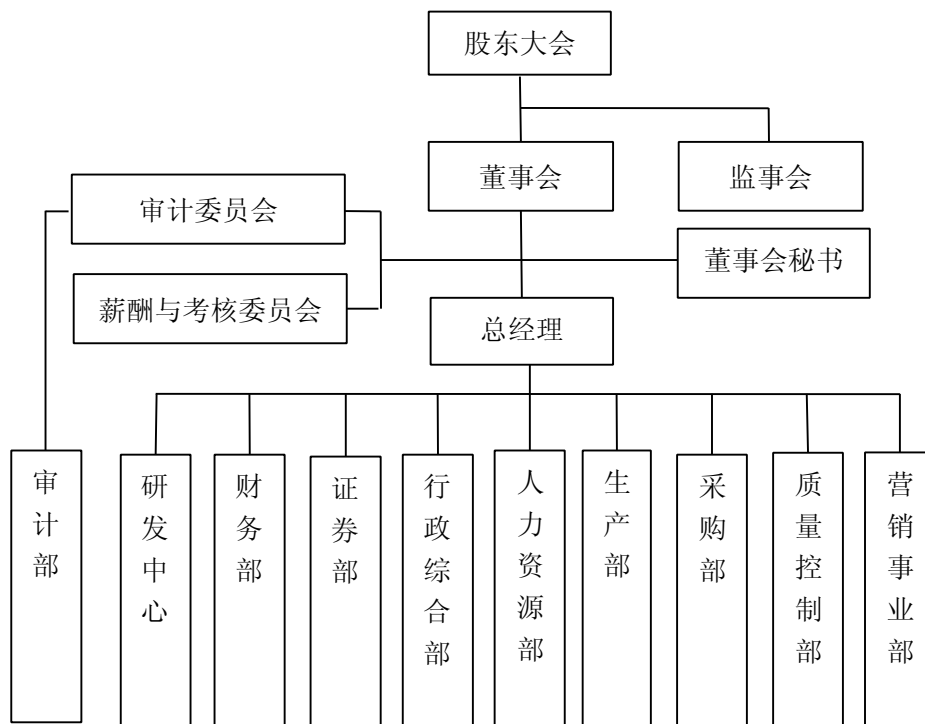 股东大会
董事会
监事会
审计委员会
董事会秘书
薪酬与考核委员会
总经理
审计部
研发中心
财务部
证券部
行政综合部
人力资源部
生产部
采购部
质量控制部
营销事业部